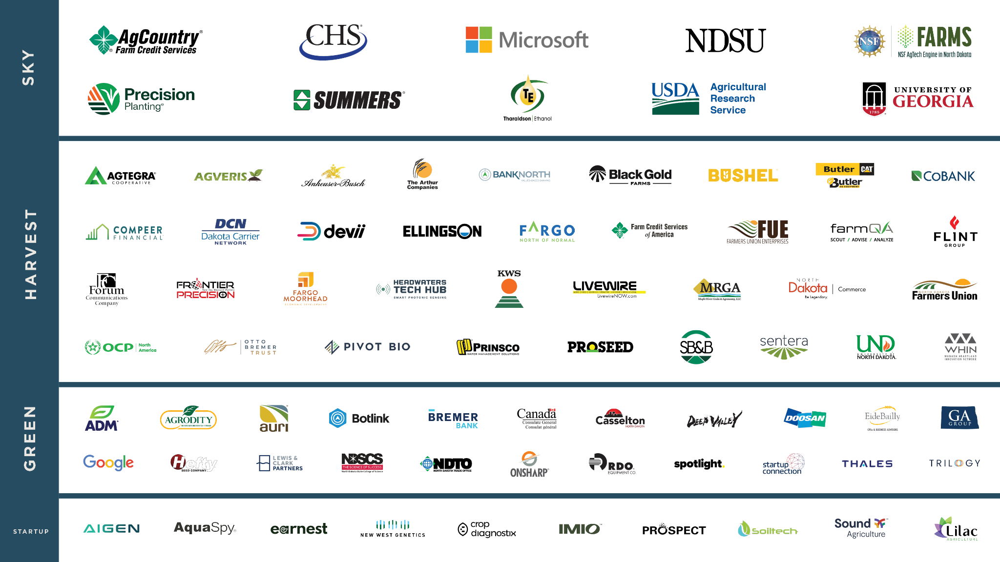 SKY
AgCountry®
Farm Credit Services
CHS®
Microsoft
NDSU
NSF
FARMS
NSF AgTech Engine in North Dakota
Precision
Planting®
SUMMERS®
TE
Tharaldson | Ethanol
USDA
Agricultural
Research
Service
1785
UNIVERSITY OF
GEORGIA
HARVEST
AGTEGRA®
COOPERATIVE
AGVERIS
Anheuser-Busch
The Arthur
Companies
BANKNORTH
VALUES-BASED BANKING
Black Gold
FARMS
BUSHEL
Butler CAT
Butler
AG EQUIPMENT
COBANK
COMPEER
FINANCIAL
DCN
Dakota Carrier
NETWORK
devii
ELLINGSON
FARGO
NORTH OF NORMAL
Farm Credit Services
of America
FUE
FARMERS UNION ENTERPRISES
farmQA
SCOUT / ADVISE / ANALYZE
FLINT
GROUP
Forum
Communications
Company
FRONTIER
How You Measure Matters
PRECISION
FARGO
MOORHEAD
ECONOMIC DEVELOPMENT
HEADWATERS
TECH HUB
SMART PHOTONIC SENSING
KWS
LIVEWIRE
LivewireNOW.com
MRGA
Maple River Grain & Agronomy, LLC
NORTH
Dakota | Commerce
Be Legendary.
NORTH DAKOTA
Farmers Union
OCP
North
America
Otto
OTTO
BREMER
TRUST
PIVOT BIO
PRINSCO
WATER MANAGEMENT SOLUTIONS
PROSEED
SB&B
sentera
UND
UNIVERSITY OF
NORTH DAKOTA
WHIN
WABASH HEARTLAND
INNOVATION NETWORK
GREEN
ADM
AGRODITY
auri
Botlink
BREMER
BANK
Canada
Consulate General
Consulat général
Casselton
NORTH DAKOTA
DEEP VALLEY
DOOSAN
EideBailly
CPAs & BUSINESS ADVISORS
GA
GROUP
Google
Hefty
SEED COMPANY
LEWIS &
CLARK
PARTNERS
NDSCS
THE SCIENCE OF SUCCESS
North Dakota State College of Science
NDTO
NORTH DAKOTA TRADE OFFICE
ONSHARP
RDO
EQUIPMENT CO.
spotlight.
startup
connection
THALES
TRILOGY
STARTUP
AIGEN
AquaSpy
earnest
NEW WEST GENETICS
crop
diagnostix
IMIO™
PROSPECT
Soiltech
Sound
Agriculture
Lilac
AGRICULTURE